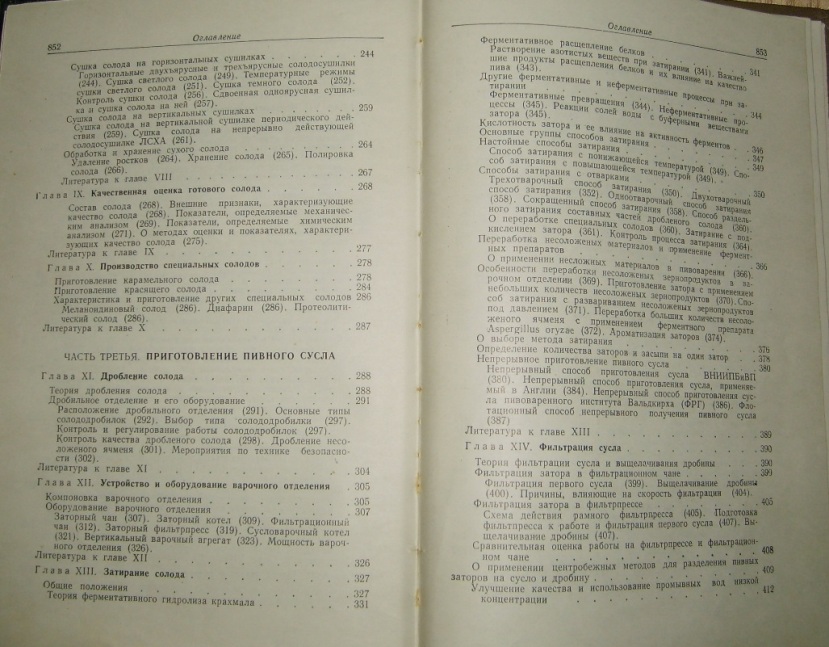 852
Оглавление
Сушка солода на горизонтальных сушилках . . . . . . . 244
Горизонтальные двухъярусные и трехъярусные солодосушилки
(244). Сушка светлого солода (249). Температурные режимы
сушки светлого солода (251). Сушка темного солода (252).
Контроль сушки солода (256). Сдвоенная одноярусная сушил-
ка и сушка солода на ней (257).
Сушка солода на вертикальных сушилках . . . . . . . 259
Сушка солода на вертикальной сушилке периодического дей-
ствия (259). Сушка солода на непрерывно действующей
солодосушилке ЛСХА (261).
Обработка и хранение сухого солода . . . . . . . 264
Удаление ростков (264). Хранение солода (265). Полировка
солода (266).
Литература к главе VIII . . . . . . . 267
Глава IX. Качественная оценка готового солода . . . . . . . 268
Состав солода (268). Внешние признаки, характеризующие
качество солода (268). Показатели, определяемые механичес-
ким анализом (269). Показатели, определяемые химическим
анализом (271). О методах оценки и показателях, характери-
зующих качество солода (275).
Литература к главе IX . . . . . . . 277
Глава X. Производство специальных солодов . . . . . . . 278
Приготовление карамельного солода . . . . . . . 278
Приготовление красящего солода . . . . . . . 284
Характеристика и приготовление других специальных солодов 286
Меланоидиновый солод (286). Диафарин (286). Протеолити-
ческий солод (286).
Литература к главе X . . . . . . . 287
ЧАСТЬ ТРЕТЬЯ. ПРИГОТОВЛЕНИЕ ПИВНОГО СУСЛА
Глава XI. Дробление солода . . . . . . . 288
Теория дробления солода . . . . . . . 288
Дробильное отделение и его оборудование . . . . . . . 291
Расположение дробильного отделения (291). Основные типы
солододробилок (292). Выбор типа солододробилки (297).
Контроль и регулирование работы солододробилок (297).
Контроль качества дробленого солода (298). Дробление несо-
ложеного ячменя (301). Мероприятия по технике безопаснос-
ти (302).
Литература к главе XI . . . . . . . 304
Глава XII. Устройство и оборудование варочного отделения . 305
Компоновка варочного отделения . . . . . . . 305
Оборудование варочного отделения . . . . . . . 307
Заторный чан (307). Заторный котел (309). Фильтрационный
чан (312). Заторный фильтрпресс (319). Сусловарочный котел
(321). Вертикальный варочный агрегат (323). Мощность вароч-
ного отделения (326).
Литература к главе XII . . . . . . . 326
Глава XIII. Затирание солода . . . . . . . 327
Общие положения . . . . . . . 327
Теория ферментативного гидролиза крахмала . . . . . . . 331
Оглавление
853
Ферментативное расщепление белков . . . . . . . 341
Растворение азотистых веществ при затирании (341). Важней-
шие продукты расщепления белков и их влияние на качество
пива (343).
Другие ферментативные и неферментативные процессы при за-
тирании . . . . . . . 344
Ферментативные превращения (344). Неферментативные про-
цессы (345). Реакции солей воды с буферными веществами
затора (345).
Кислотность затора и ее влияние на активность ферментов . 346
Основные группы способов затирания . . . . . . . 347
Настойные способы затирания . . . . . . . 349
Способ затирания с понижающейся температурой (349). Спо-
соб затирания с повышающейся температурой (349).
Способы затирания с отварками . . . . . . . 350
Трехотварочный способ затирания (350). Двухотварочный
способ затирания (352). Одноотварочный способ затирания
(358). Сокращенный способ затирания (358). Способ раздель-
ного затирания составных частей дробленого солода (360).
О переработке специальных солодов (360). Затирание с под-
кислением затора (361). Контроль процесса затирания (364).
Переработка несоложеных материалов и применение фермент-
ных препаратов . . . . . . . 366
О применении несложных материалов в пивоварении (366).
Особенности переработки несоложеных зернопродуктов в ва-
рочном отделении (369). Приготовление затора с применением
небольших количеств несоложеных зернопродуктов (370). Спо-
соб затирания с развариванием несоложеных зернопродуктов
под давлением (371). Переработка больших количеств несоло-
женого ячменя с применением ферментного препарата
Aspergillus oryzae (372). Ароматизация заторов (374).
О выборе метода затирания . . . . . . . 376
Определение количества заторов и засыпи на один затор . 378
Непрерывное приготовление пивного сусла . . . . . . . 380
Непрерывный способ приготовления сусла ВНИИПБиВП
(380). Непрерывный способ приготовления сусла, применяе-
мый в Англии (384). Непрерывный способ приготовления сус-
ла пивоваренного института Вальдкирха (ФРГ) (386). Фло-
тационный способ непрерывного получения пивного сусла
(387)
Литература к главе XIII . . . . . . . 389
Глава XIV. Фильтрация сусла . . . . . . . 390
Теория фильтрации сусла и выщелачивания дробины . . 390
Фильтрация затора в фильтрационном чане . . . . . . . 399
Фильтрация первого сусла (399). Выщелачивание дробины
(400). Причины, влияющие на скорость фильтрации (404).
Фильтрация затора в фильтрпрессе . . . . . . . 405
Схема действия рамного фильтрпресса (405). Подготовка
фильтпресса к работе и фильтрация первого сусла (407). Вы-
щелачивание дробины (407).
Сравнительная оценка работы на фильтрпрессе и фильтрацион-
ном чане . . . . . . . 408
О применении центробежных методов для разделения пивных
заторов на сусло и дробину . . . . . . . 409
Улучшение качества и использование промывных вод низкой
концентрации . . . . . . . 412